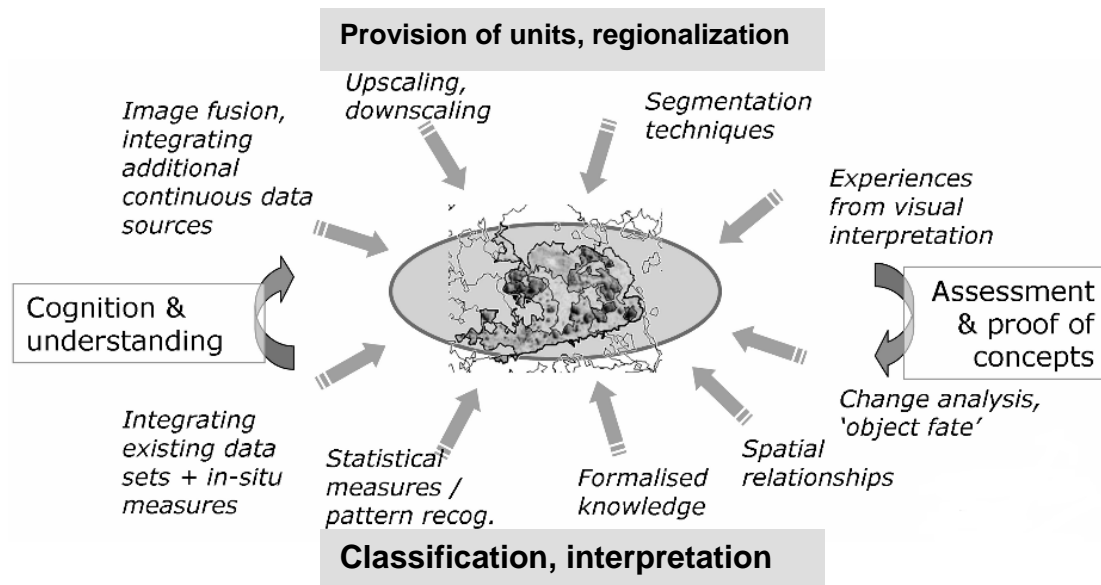 Provision of units, regionalization
Upscaling,
downscaling
Segmentation
techniques
Image fusion,
integrating
additional
continuous data
sources
Experiences
from visual
interpretation
Cognition &
understanding
Assessment
& proof of
concepts
Integrating
existing data
sets + in-situ
measures
Statistical
measures /
pattern recog.
Formalised
knowledge
Spatial
relationships
Change analysis,
‘object fate’
Classification, interpretation